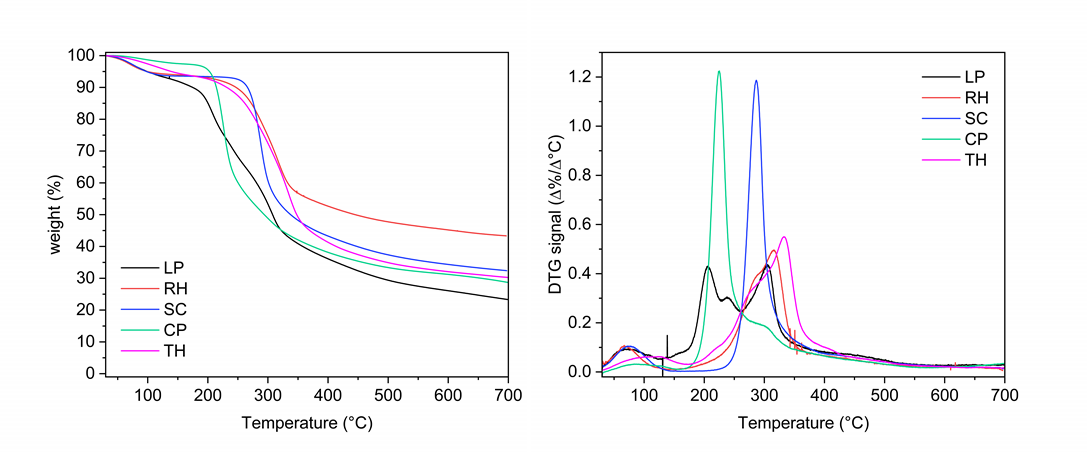 100
90
80
70
60
50
40
30
20
10
0
weight (%)
LP
RH
SC
CP
TH
100 200 300 400 500 600 700
Temperature (°C)
1.2
1.0
0.8
0.6
0.4
0.2
0.0
DTG signal (Δ%/Δ°C)
LP
RH
SC
CP
TH
100 200 300 400 500 600 700
Temperature (°C)